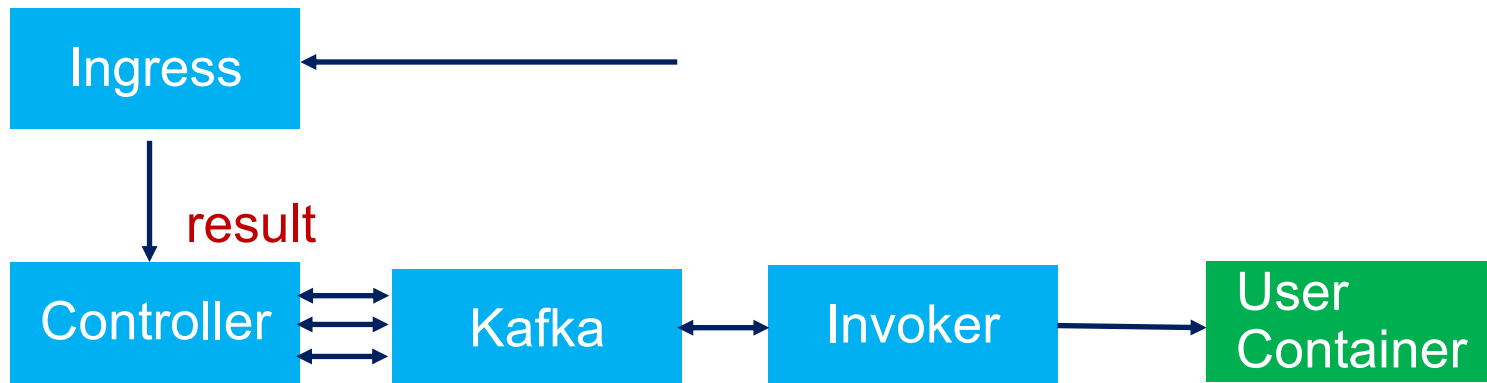 Ingress
result
Controller
Kafka
Invoker
User
Container